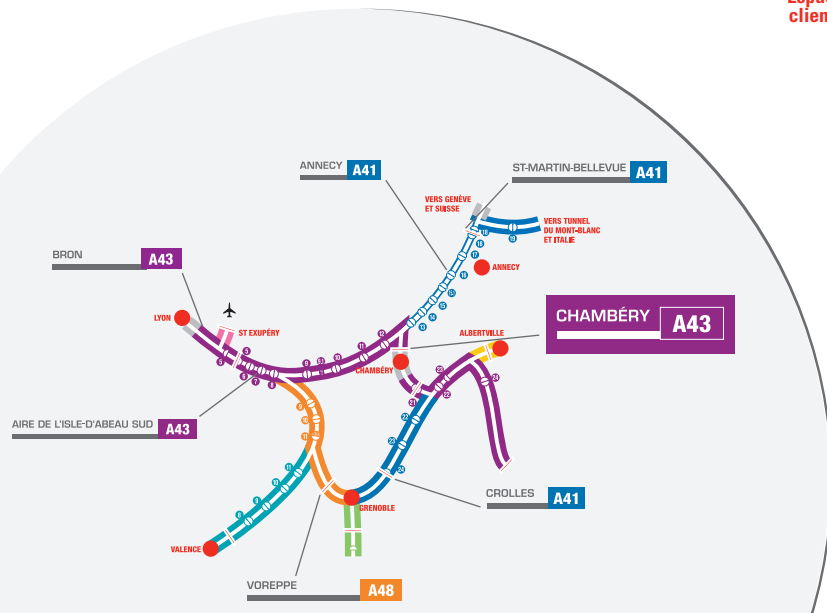 clien
ANNECY A41
ST-MARTIN-BELLEVUE A41
VERS GENÈVE
ET SUISSE
VERS TUNNEL
DU MONT-BLANC
ET ITALIE
BRON A43
ANNECY
CHAMBÉRY A43
LYON
ST EXUPÉRY
ALBERTVILLE
CHAMBÉRY
AIRE DE L'ISLE-D'ABEAU SUD A43
CROLLES A41
GRENOBLE
VALENCE
VOREPPE A48